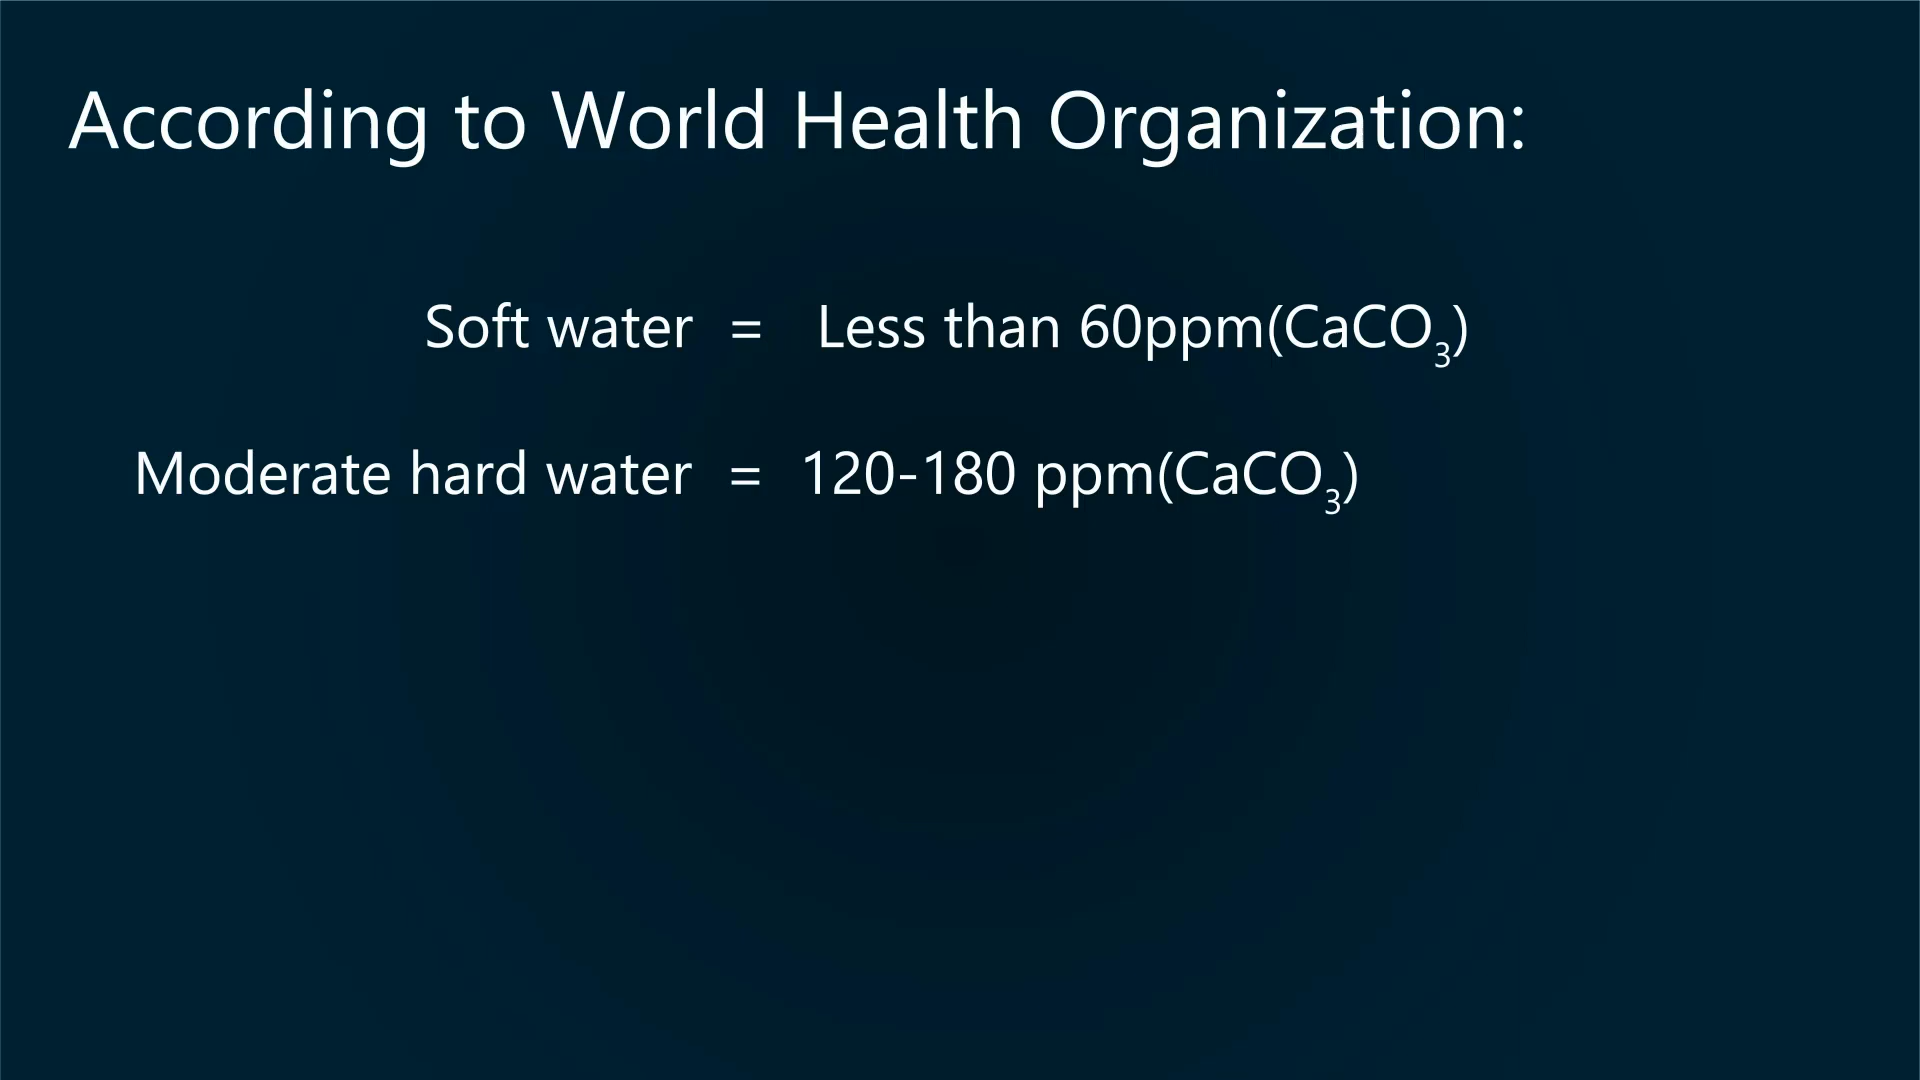 According to World Health Organization:
Soft water = Less than 60ppm(CaCO₃)
Moderate hard water = 120-180 ppm(CaCO₃)